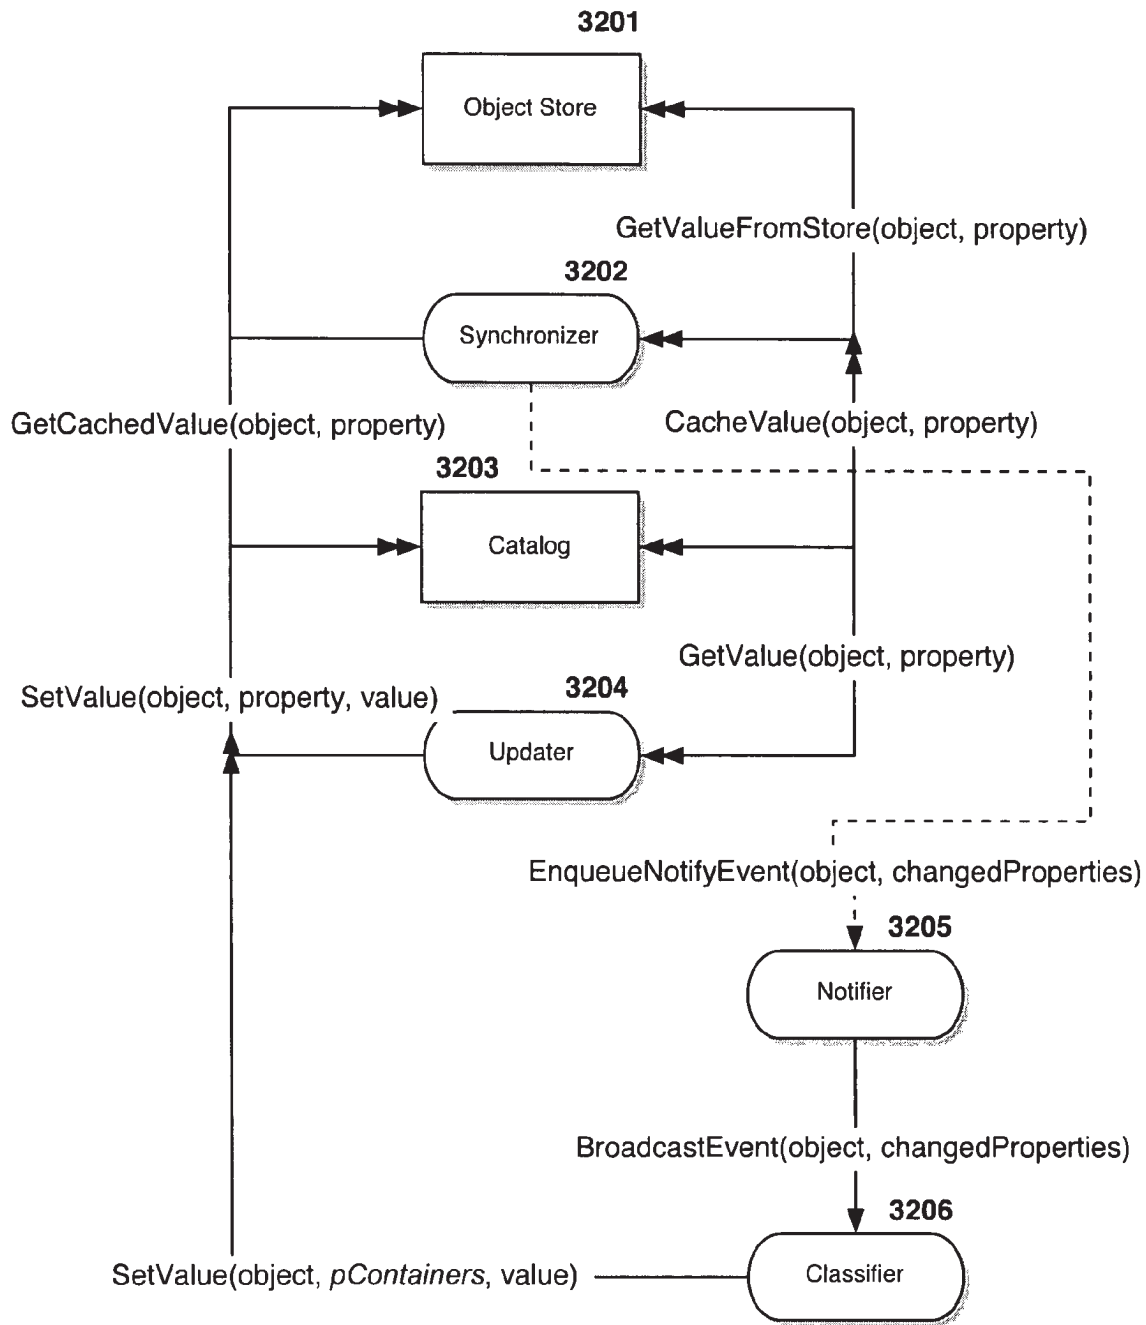 3201
Object Store
GetValueFromStore(object, property)
3202
Synchronizer
GetCachedValue(object, property)
CacheValue(object, property)
3203
Catalog
GetValue(object, property)
3204
SetValue(object, property, value)
Updater
EnqueueNotifyEvent(object, changedProperties)
3205
Notifier
BroadcastEvent(object, changedProperties)
3206
SetValue(object, pContainers, value)
Classifier